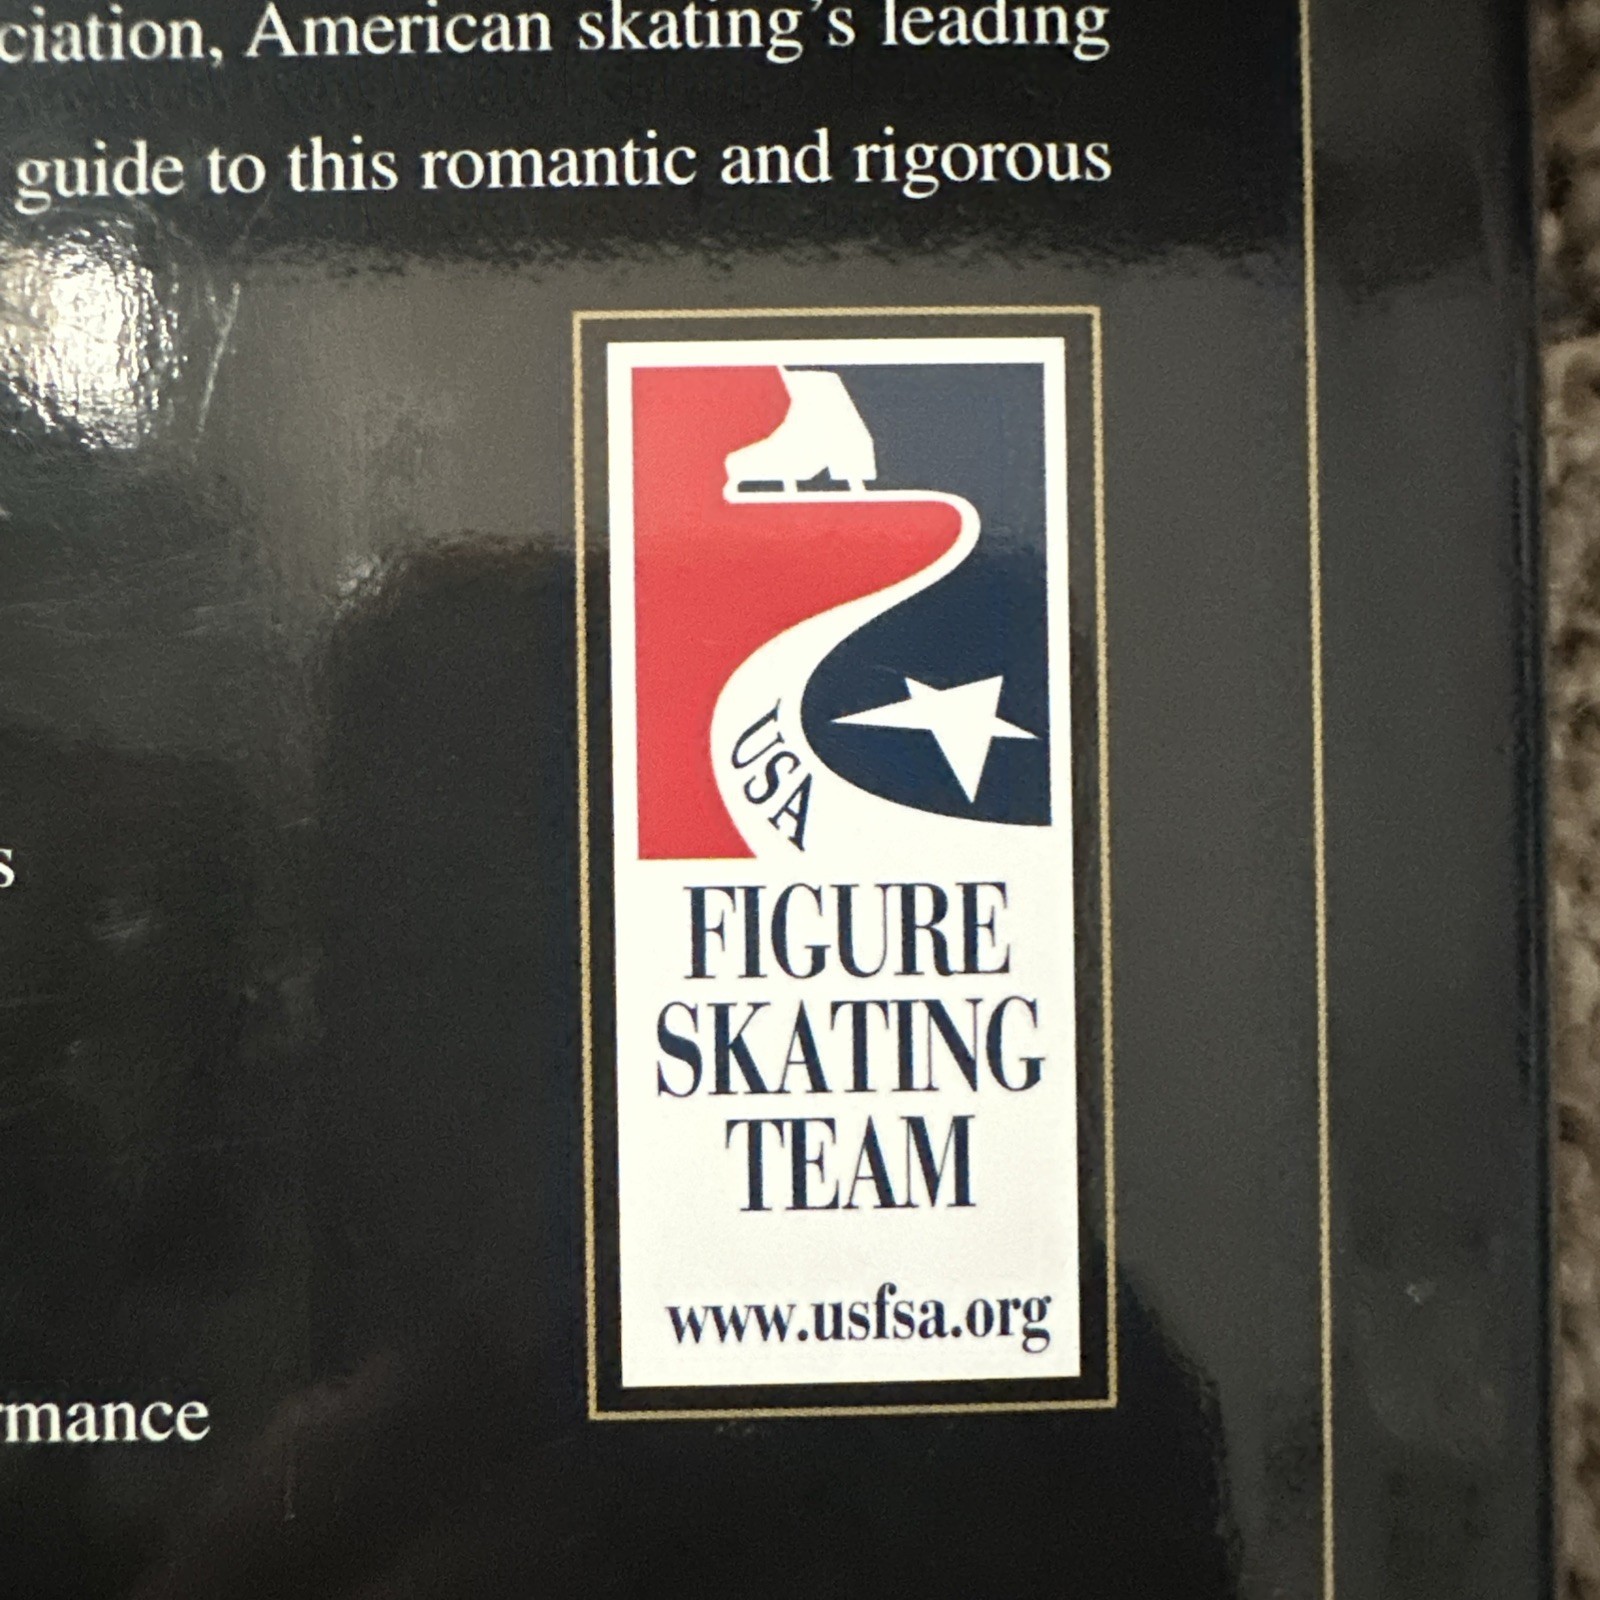 ciation, American skating's leading
guide to this romantic and rigorous
s
rmance
USA
FIGURE
SKATING
TEAM
www.usfsa.org